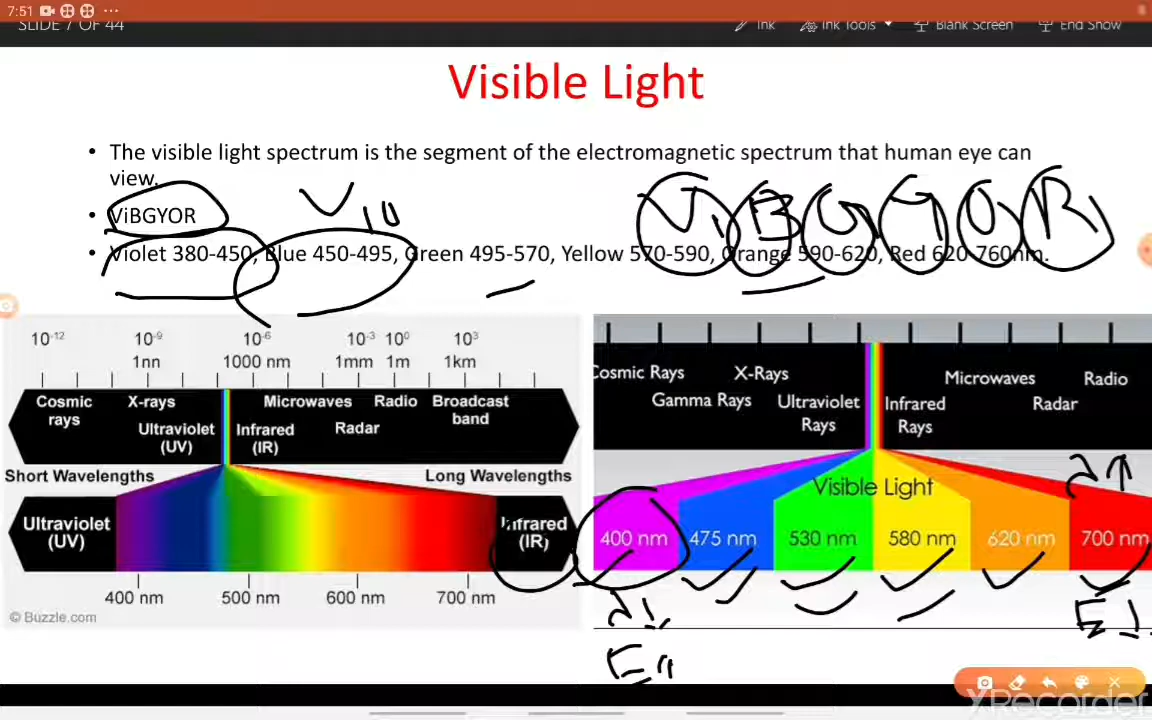 7:51
SLIDE 7 OF 44 Ink Ink Tools Blank Screen End Show
Visible Light
• The visible light spectrum is the segment of the electromagnetic spectrum that human eye can
view.
• ViBGYOR
Vi B G Y O R
• Violet 380-450, Blue 450-495, Green 495-570, Yellow 570-590, Orange 590-620, Red 620-760nm.
10⁻¹² 10⁻⁹ 10⁻⁶ 10⁻³ 10⁰ 10³
1nn 1000 nm 1mm 1m 1km
Cosmic rays X-rays Ultraviolet (UV) Infrared (IR) Microwaves Radar Radio Broadcast band
Short Wavelengths Long Wavelengths
Ultraviolet (UV) Infrared (IR)
400 nm 500 nm 600 nm 700 nm
© Buzzle.com
Cosmic Rays X-Rays Microwaves Radio
Gamma Rays Ultraviolet Rays Infrared Rays Radar
Visible Light
λ↑
400 nm 475 nm 530 nm 580 nm 620 nm 700 nm
λ↓ E↓
E↑
XRecorder